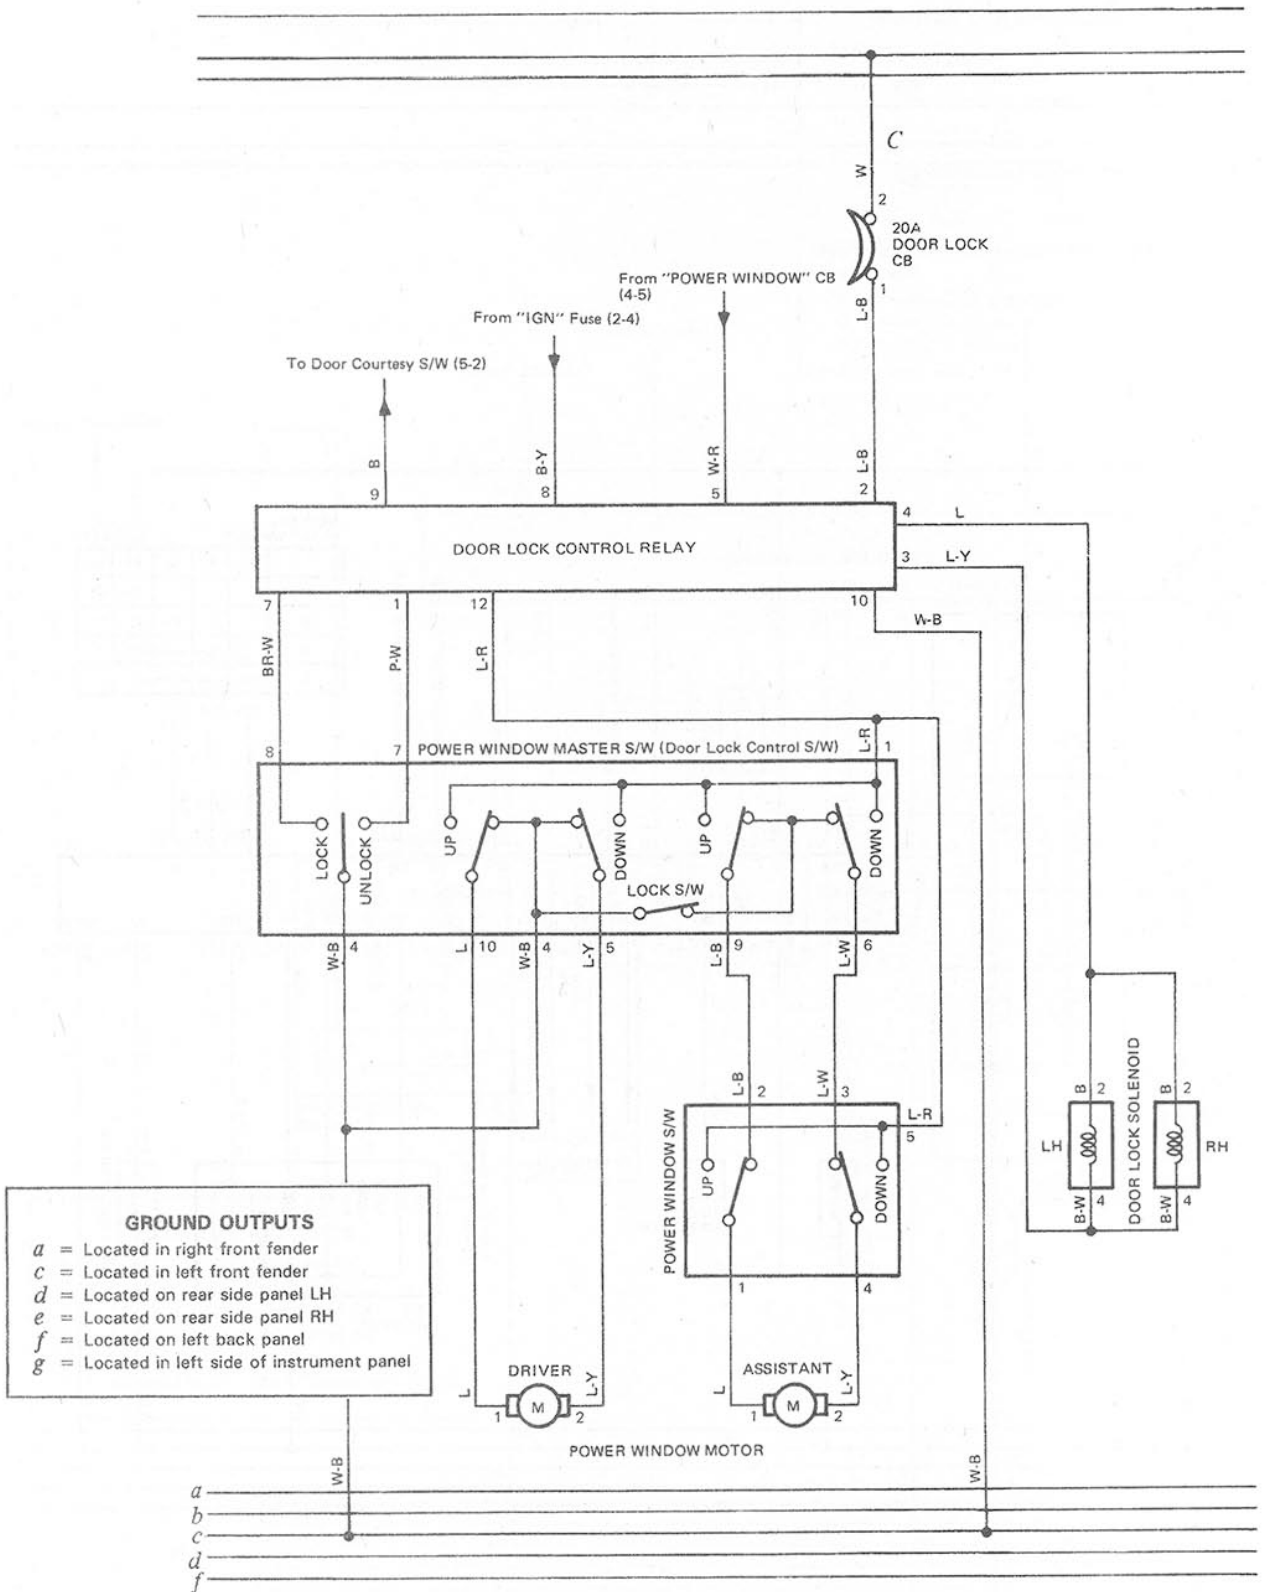 C
W
2
20A
DOOR LOCK
CB
1
L-B
From "POWER WINDOW" CB
(4-5)
From "IGN" Fuse (2-4)
To Door Courtesy S/W (5-2)
B
B-Y
W-R
L-B
9
8
5
2
DOOR LOCK CONTROL RELAY
4
L
3
L-Y
7
1
12
10
W-B
BR-W
P-W
L-R
8
7
POWER WINDOW MASTER S/W (Door Lock Control S/W)
L-R
1
LOCK
UNLOCK
UP
DOWN
UP
DOWN
LOCK S/W
W-B
4
L
10
W-B
4
L-Y
5
L-B
9
L-W
6
L-B
2
L-W
3
L-R
5
POWER WINDOW S/W
UP
DOWN
1
4
B
2
B
2
LH
DOOR LOCK SOLENOID
RH
B-W
4
B-W
4
GROUND OUTPUTS
a = Located in right front fender
c = Located in left front fender
d = Located on rear side panel LH
e = Located on rear side panel RH
f = Located on left back panel
g = Located in left side of instrument panel
DRIVER
L
1
M
2
L-Y
ASSISTANT
L
1
M
2
L-Y
POWER WINDOW MOTOR
W-B
W-B
a
b
c
d
f